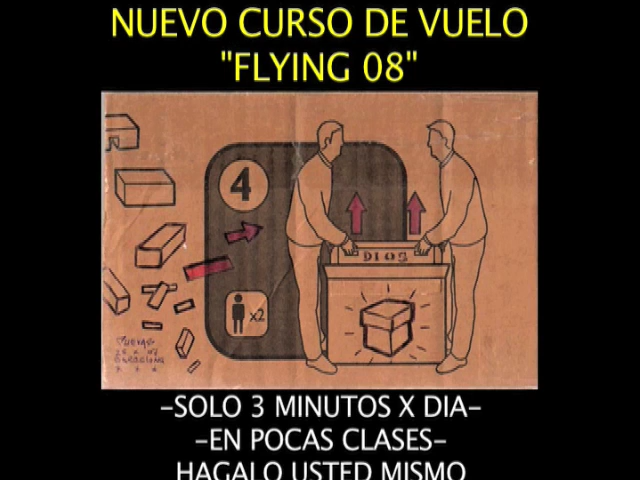 NUEVO CURSO DE VUELO
"FLYING 08"
4
DIOS
x2
-SOLO 3 MINUTOS X DIA-
-EN POCAS CLASES-
HAGALO USTED MISMO